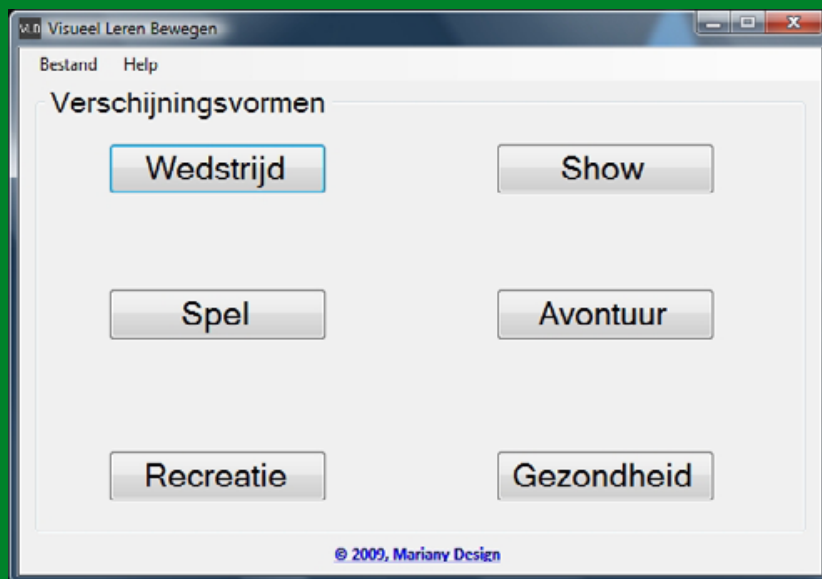 Visueel Leren Bewegen
Bestand Help
Verschijningsvormen
Wedstrijd Show
Spel Avontuur
Recreatie Gezondheid
© 2009, Mariany Design